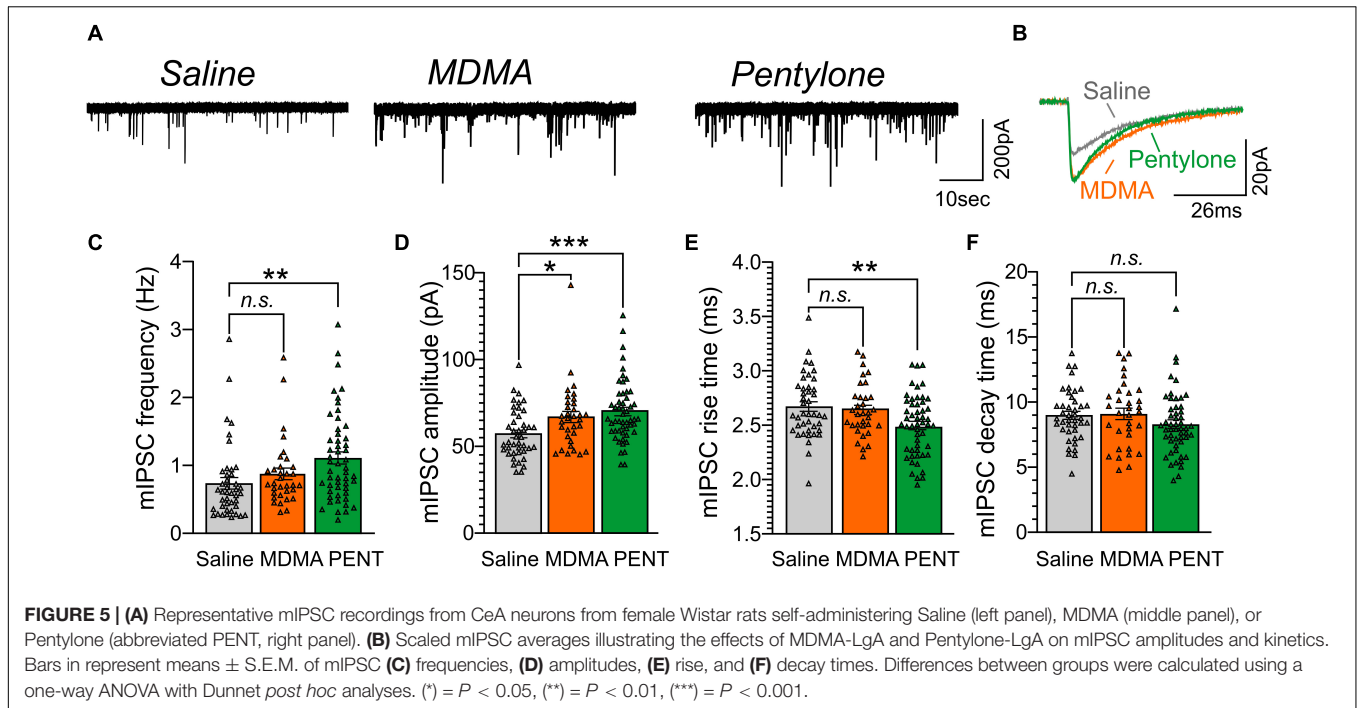 A
B
Saline
MDMA
Pentylone
200pA
10sec
Saline
Pentylone
MDMA
20pA
26ms
C
mIPSC frequency (Hz)
4
3
2
1
0
n.s.
**
Saline MDMA PENT
D
mIPSC amplitude (pA)
150
100
50
0
*
***
Saline MDMA PENT
E
mIPSC rise time (ms)
4.0
3.5
3.0
2.5
2.0
1.5
n.s.
**
Saline MDMA PENT
F
mIPSC decay time (ms)
20
15
10
5
0
n.s.
n.s.
Saline MDMA PENT
FIGURE 5 | (A) Representative mIPSC recordings from CeA neurons from female Wistar rats self-administering Saline (left panel), MDMA (middle panel), or
Pentylone (abbreviated PENT, right panel). (B) Scaled mIPSC averages illustrating the effects of MDMA-LgA and Pentylone-LgA on mIPSC amplitudes and kinetics.
Bars in represent means ± S.E.M. of mIPSC (C) frequencies, (D) amplitudes, (E) rise, and (F) decay times. Differences between groups were calculated using a
one-way ANOVA with Dunnet post hoc analyses. (*) = P < 0.05, (**) = P < 0.01, (***) = P < 0.001.